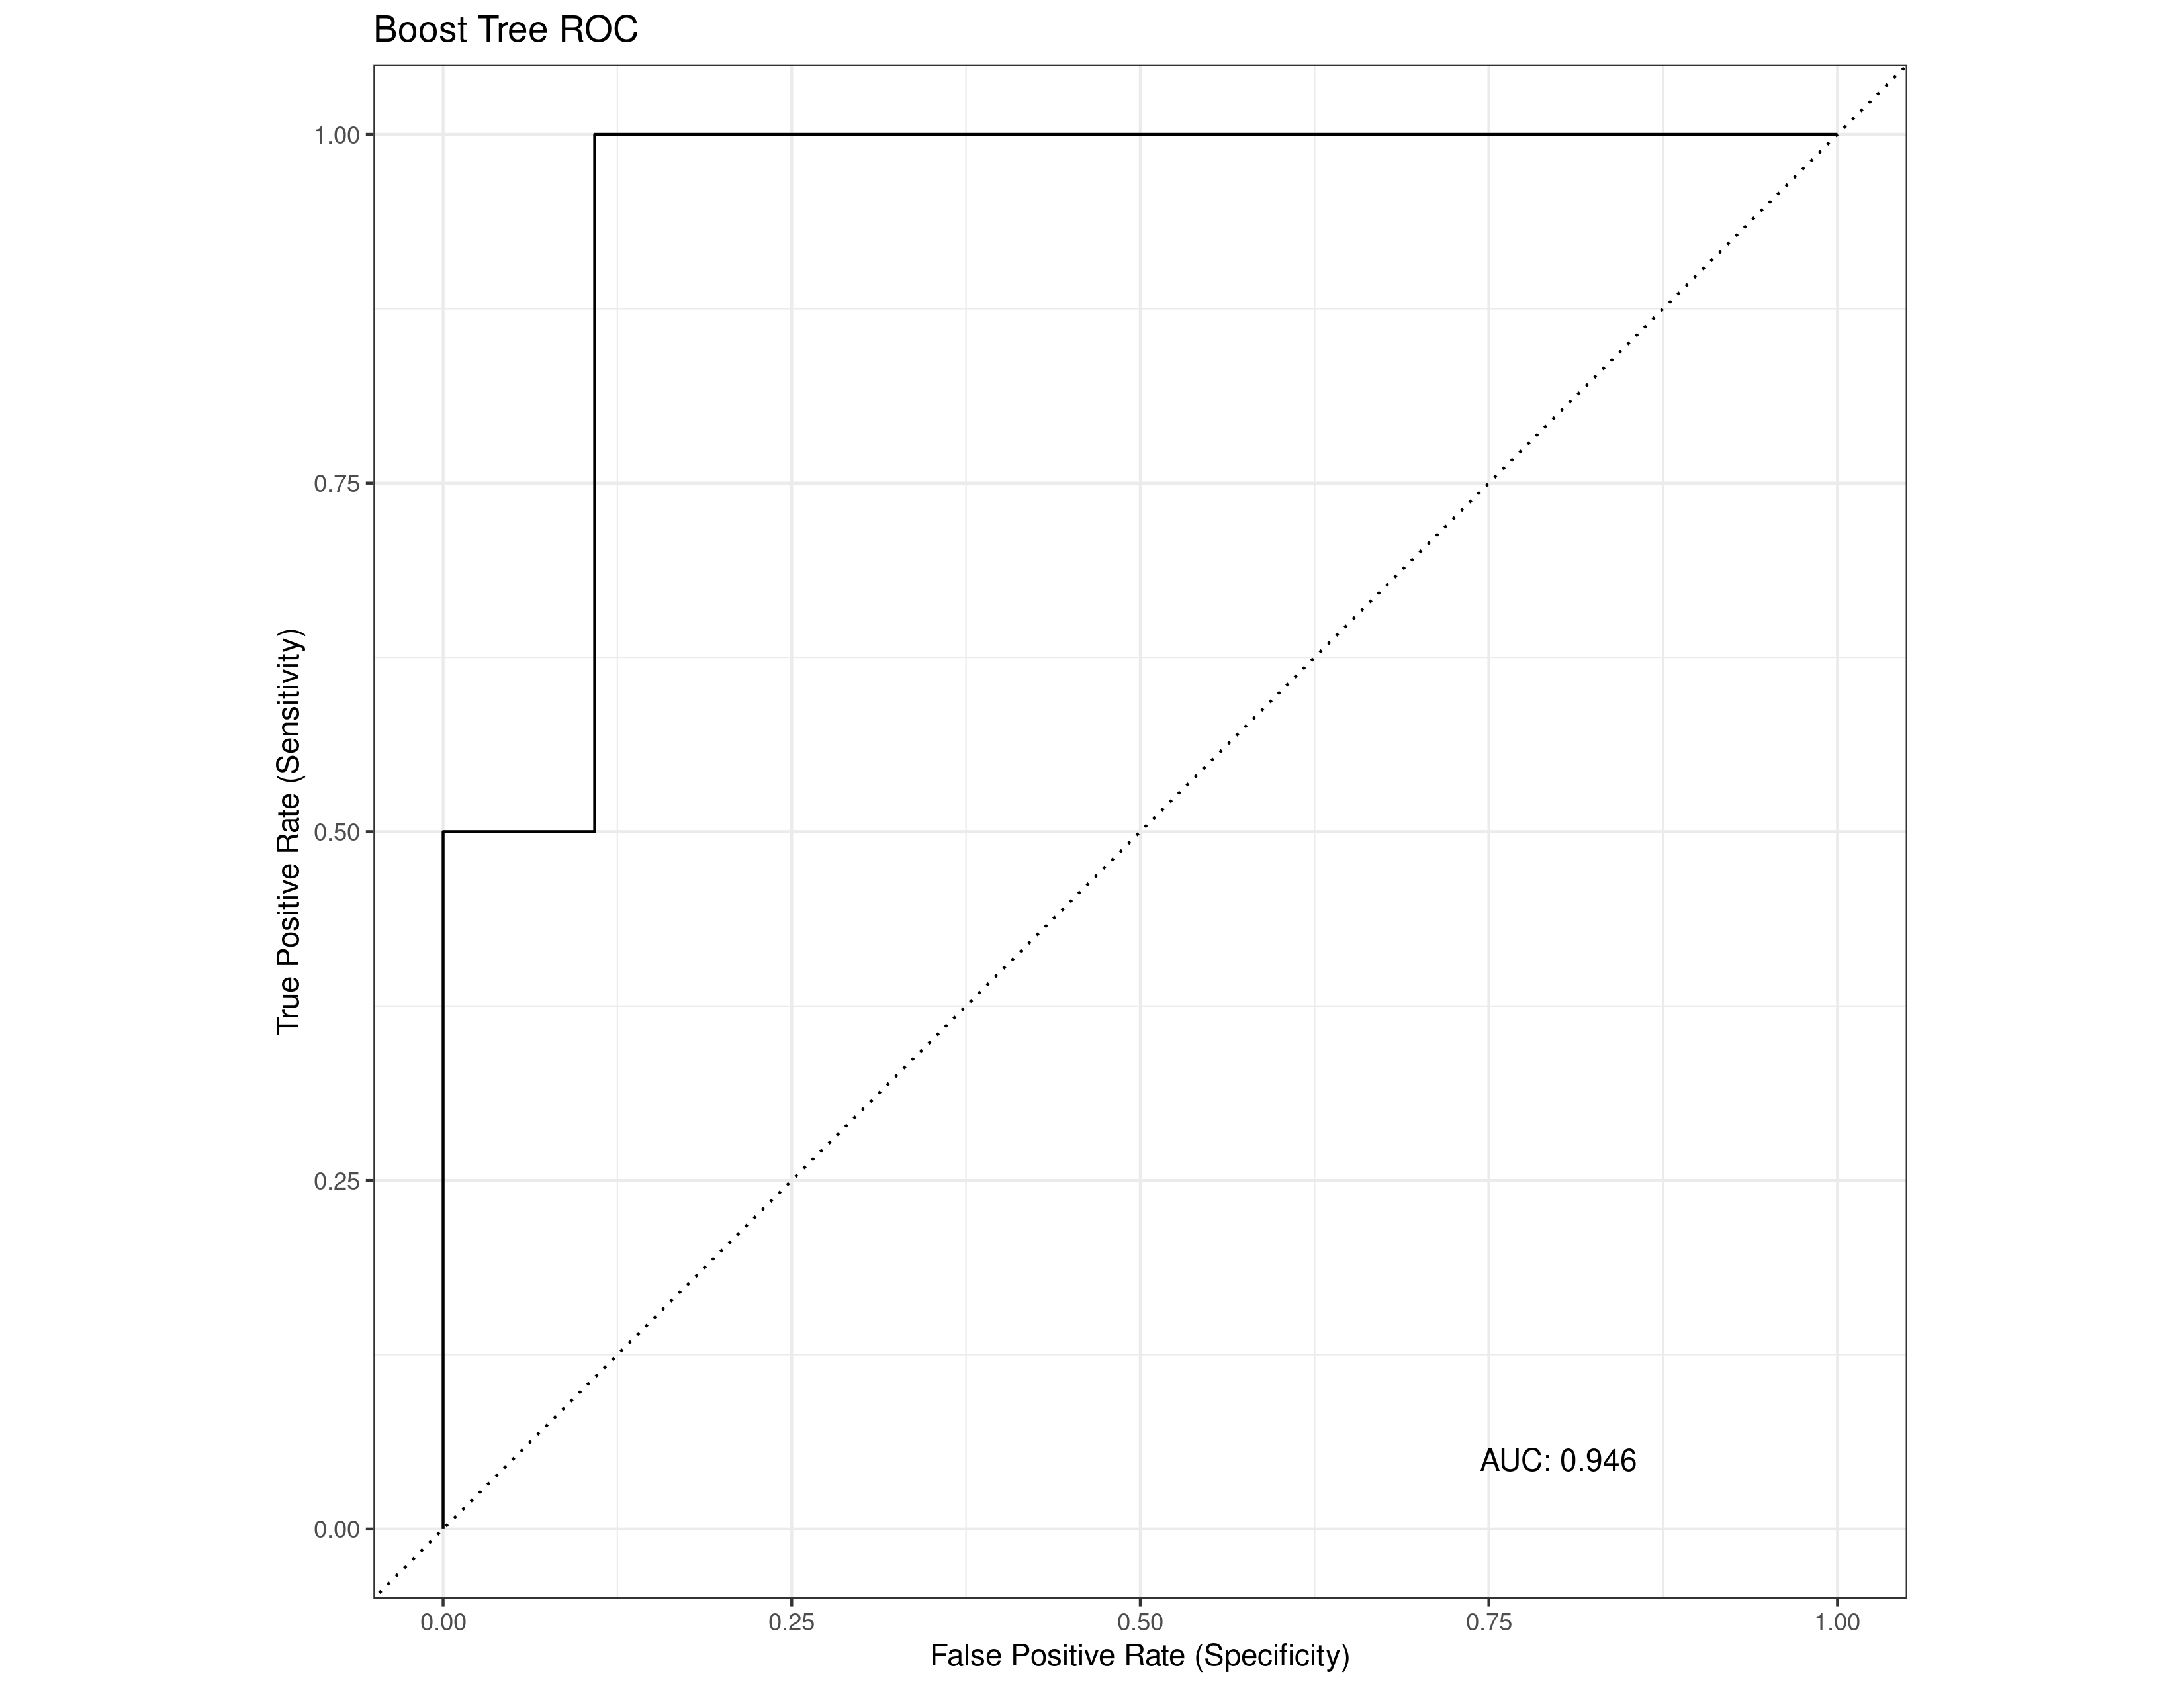 Boost Tree ROC
True Positive Rate (Sensitivity)
1.00
0.75
0.50
0.25
0.00
AUC: 0.946
0.00 0.25 0.50 0.75 1.00
False Positive Rate (Specificity)